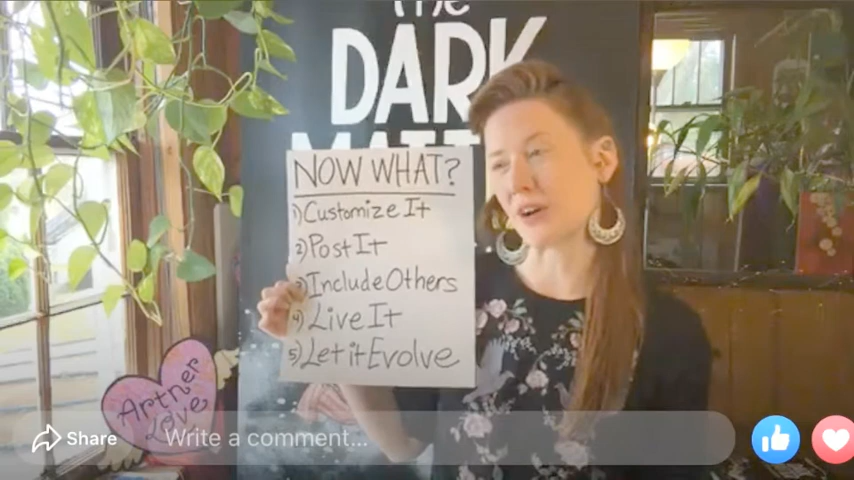 The
DARK
NOW WHAT?
1) Customize It
2) Post It
3) Include Others
4) Live It
5) Let it Evolve
Artner
Love
Share
Write a comment...